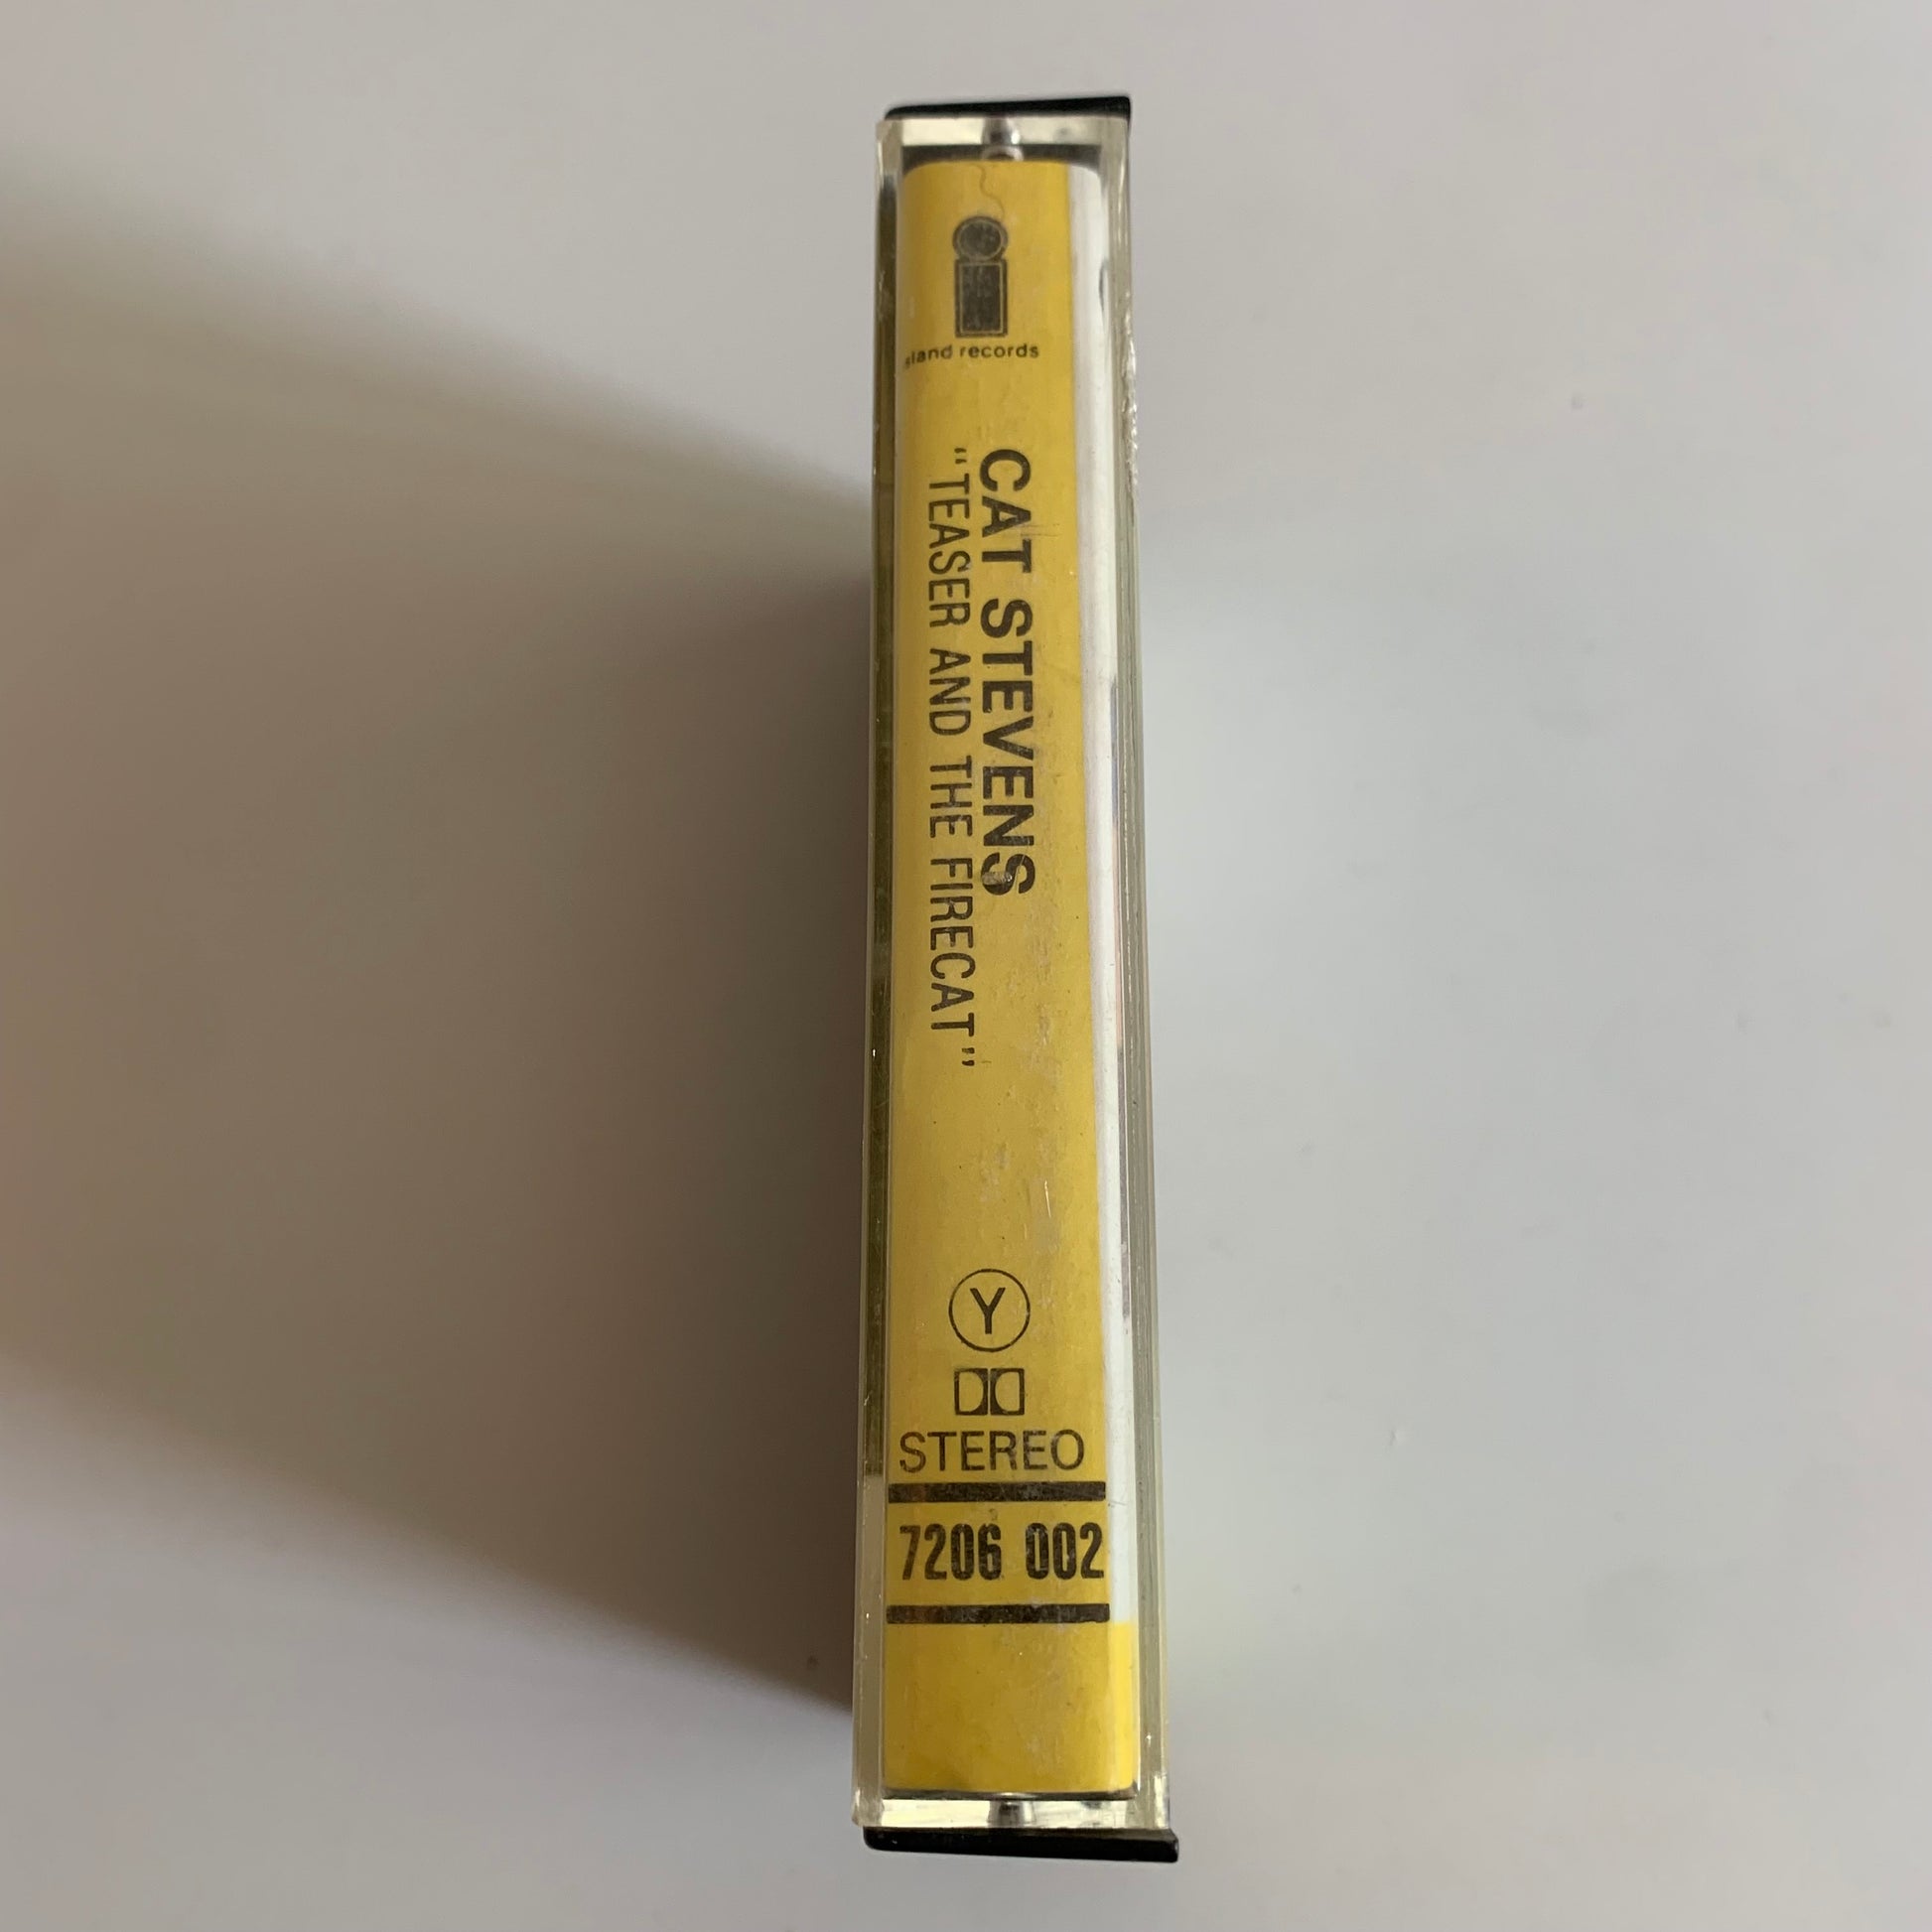 island records
CAT STEVENS
“TEASER AND THE FIRECAT”
Y
STEREO
7206 002